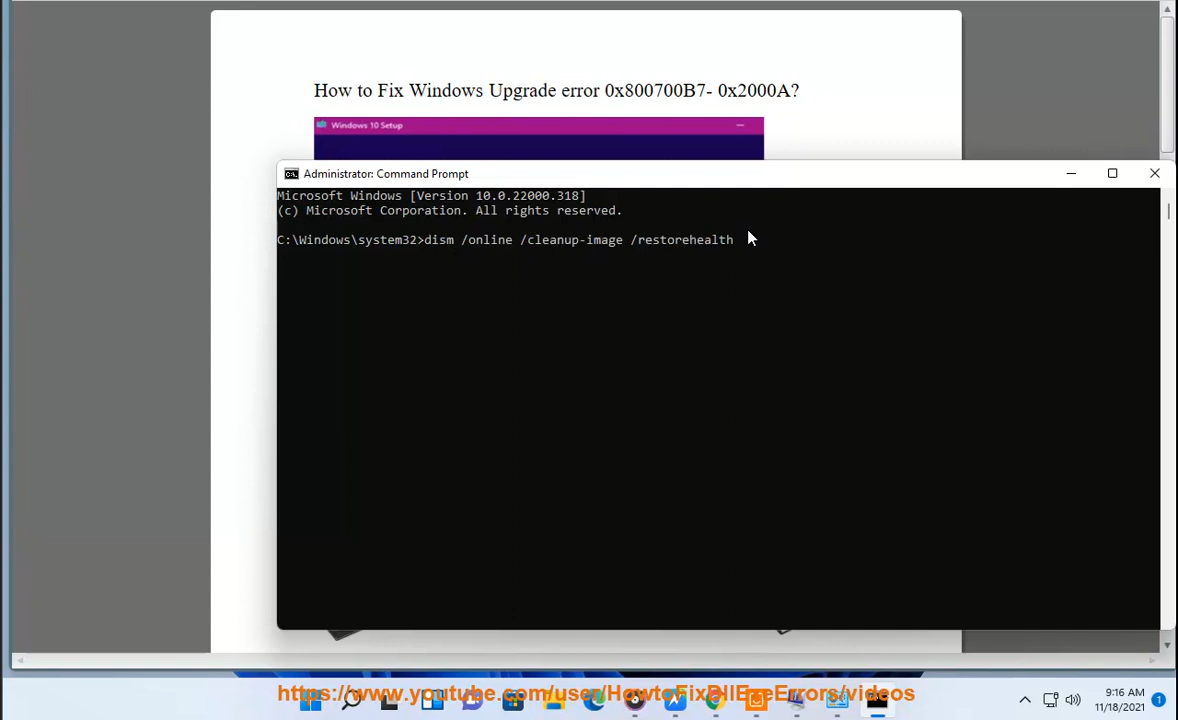 How to Fix Windows Upgrade error 0x800700B7- 0x2000A?
Windows 10 Setup
Administrator: Command Prompt
Microsoft Windows [Version 10.0.22000.318]
(c) Microsoft Corporation. All rights reserved.
C:\Windows\system32>dism /online /cleanup-image /restorehealth
https://www.youtube.com/user/HowtoFixDllExeErrors/videos
9:16 AM
11/18/2021
1